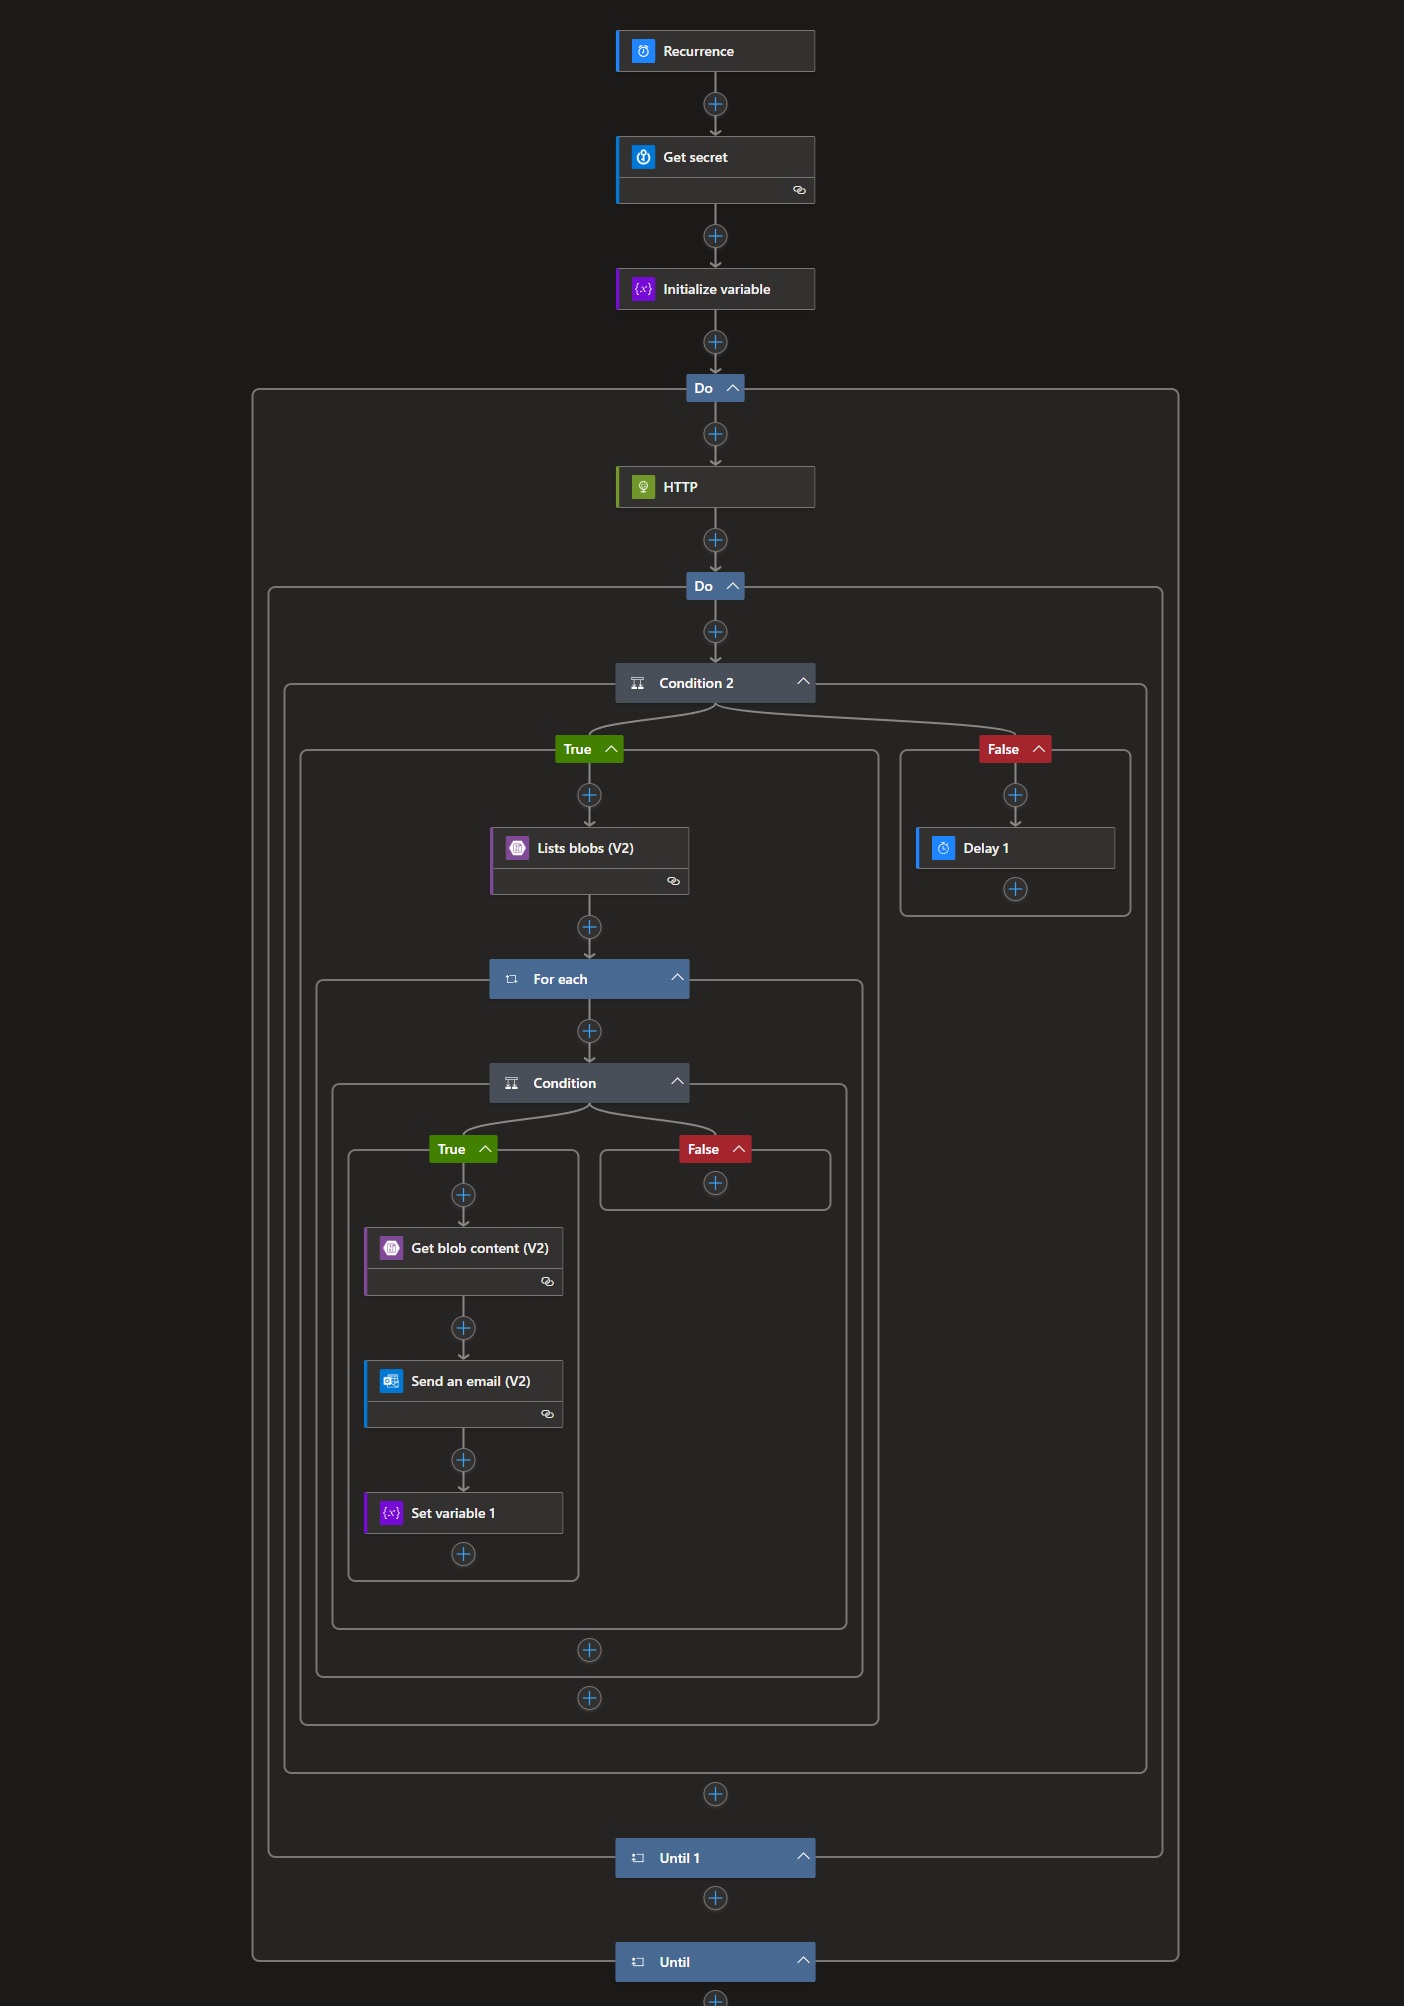 Recurrence
Get secret
Initialize variable
Do
HTTP
Do
Condition 2
True
False
Lists blobs (V2)
Delay 1
For each
Condition
True
False
Get blob content (V2)
Send an email (V2)
Set variable 1
Until 1
Until